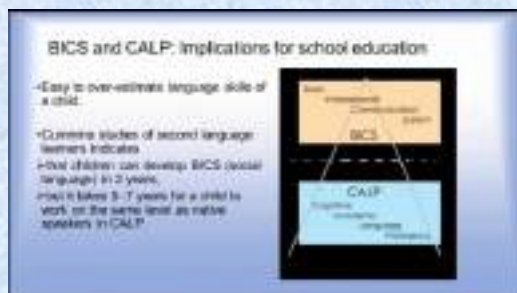 BICS and CALP: Implications for school education
•Easy to over-estimate language skills of
a child.
•Cummins studies of second language
learners indicates
that children can develop BICS (social
language) in 2 years,
but it takes 5-7 years for a child to
work on the same level as native
speakers in CALP
Interpersonal
Communication
BICS
CALP
Cognitive
Academic
Language
Proficiency